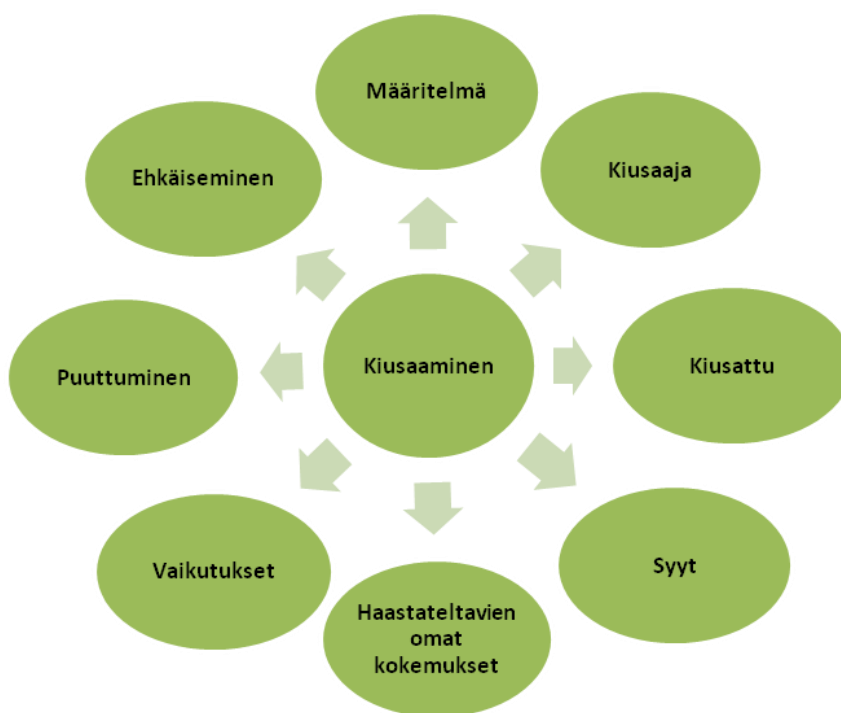 Määritelmä
Kiusaaja
Ehkäiseminen
Kiusaaminen
Kiusattu
Puuttuminen
Syyt
Vaikutukset
Haastateltavien
omat
kokemukset